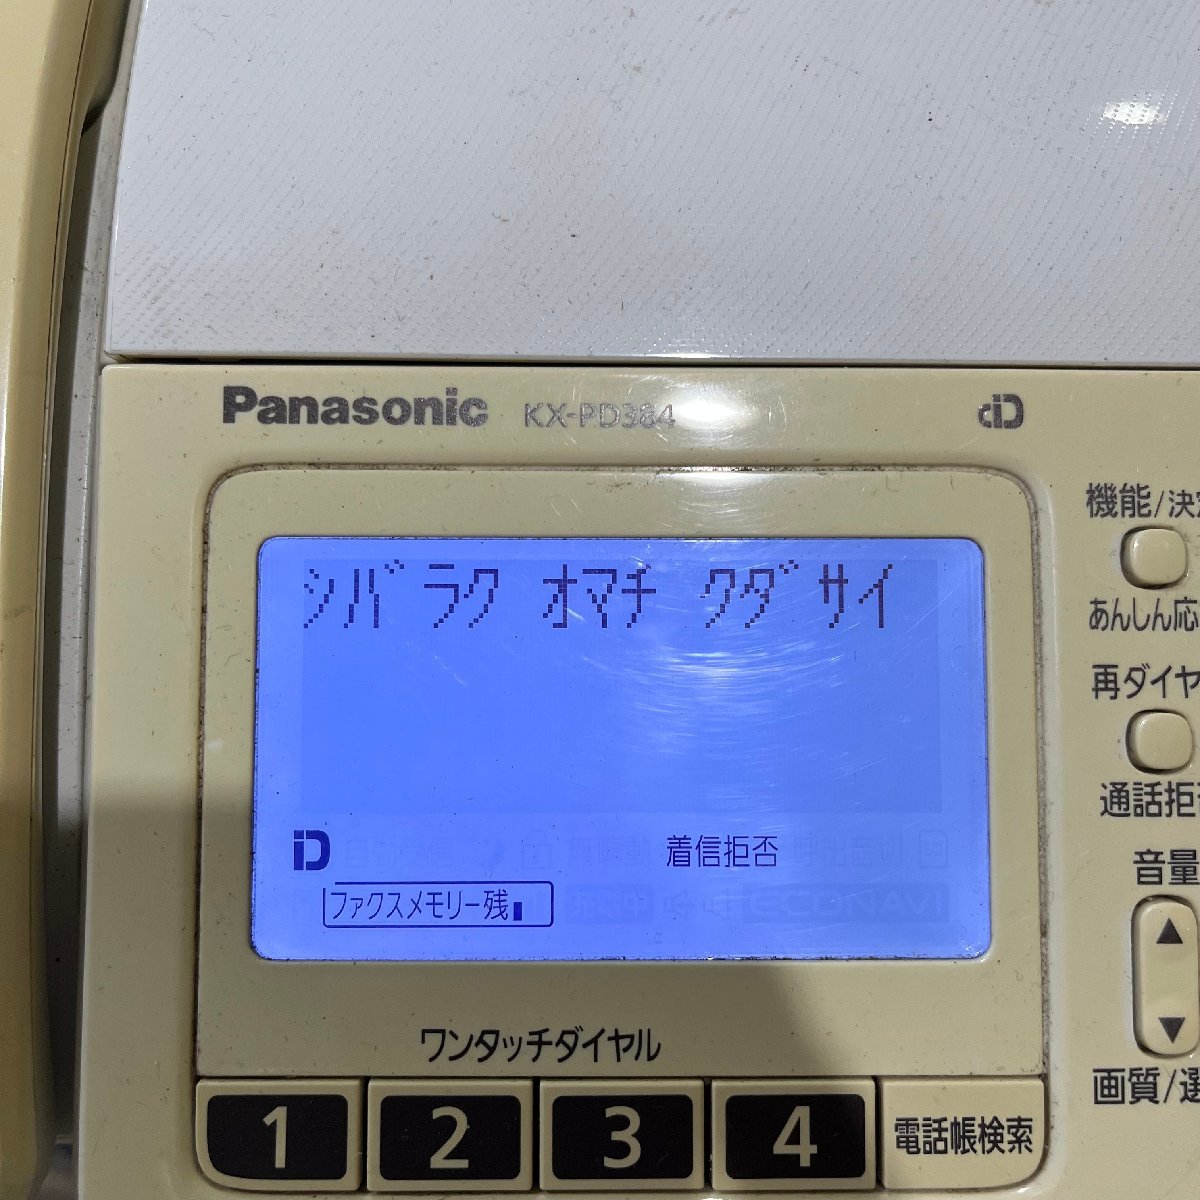 Panasonic KX-PD384
機能/決
シバラク オマチ クダサイ
あんしん応
再ダイヤ
通話拒
着信拒否
音量
ファクスメモリー残
ワンタッチダイヤル
画質/選
1 2 3 4 電話帳検索